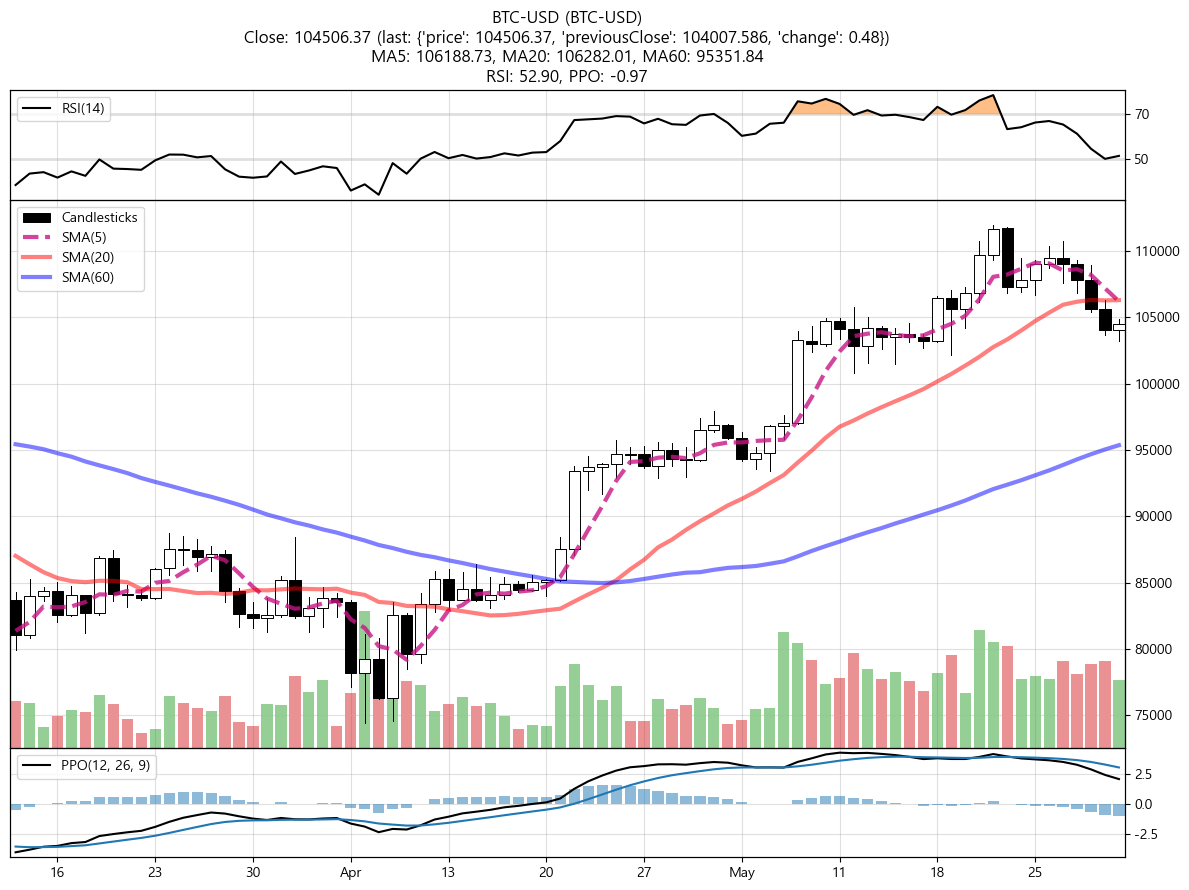 BTC-USD (BTC-USD)
Close: 104506.37 (last: {'price': 104506.37, 'previousClose': 104007.586, 'change': 0.48})
MA5: 106188.73, MA20: 106282.01, MA60: 95351.84
RSI: 52.90, PPO: -0.97
RSI(14)
70
50
Candlesticks
SMA(5)
SMA(20)
SMA(60)
110000
105000
100000
95000
90000
85000
80000
75000
PPO(12, 26, 9)
2.5
0.0
-2.5
16 23 30 Apr 13 20 27 May 11 18 25